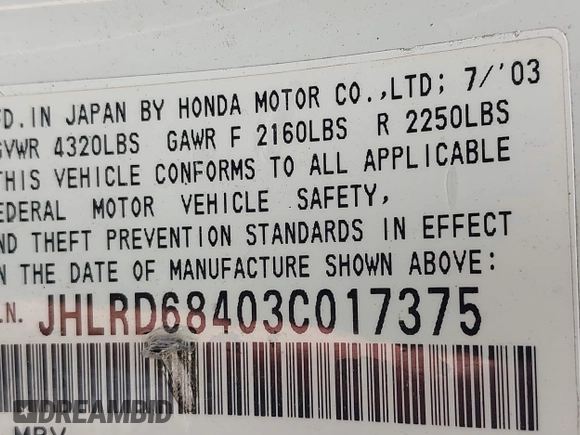 FD.IN JAPAN BY HONDA MOTOR CO.,LTD; 7/'03
GVWR 4320LBS GAWR F 2160LBS R 2250LBS
THIS VEHICLE CONFORMS TO ALL APPLICABLE
EDERAL MOTOR VEHICLE SAFETY,
ND THEFT PREVENTION STANDARDS IN EFFECT
N THE DATE OF MANUFACTURE SHOWN ABOVE:
.N. JHLRD68403C017375
DREAMBID
MPV